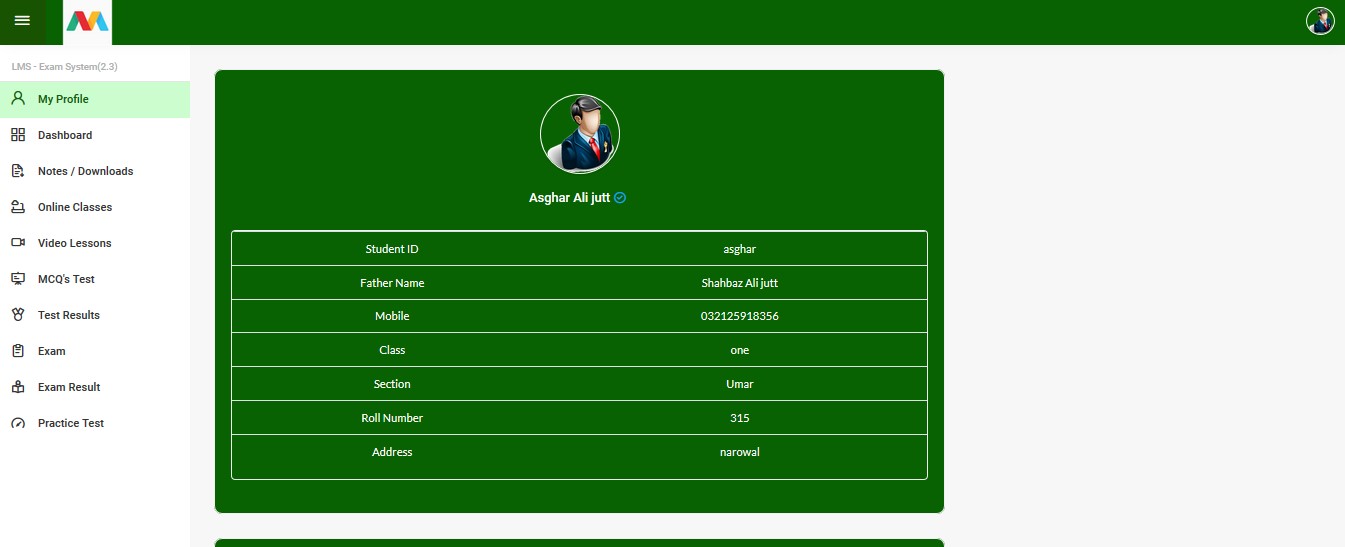 LMS - Exam System(2.3)
My Profile
Dashboard
Notes / Downloads
Online Classes
Video Lessons
MCQ's Test
Test Results
Exam
Exam Result
Practice Test
Asghar Ali jutt
Student ID asghar
Father Name Shahbaz Ali jutt
Mobile 032125918356
Class one
Section Umar
Roll Number 315
Address narowal